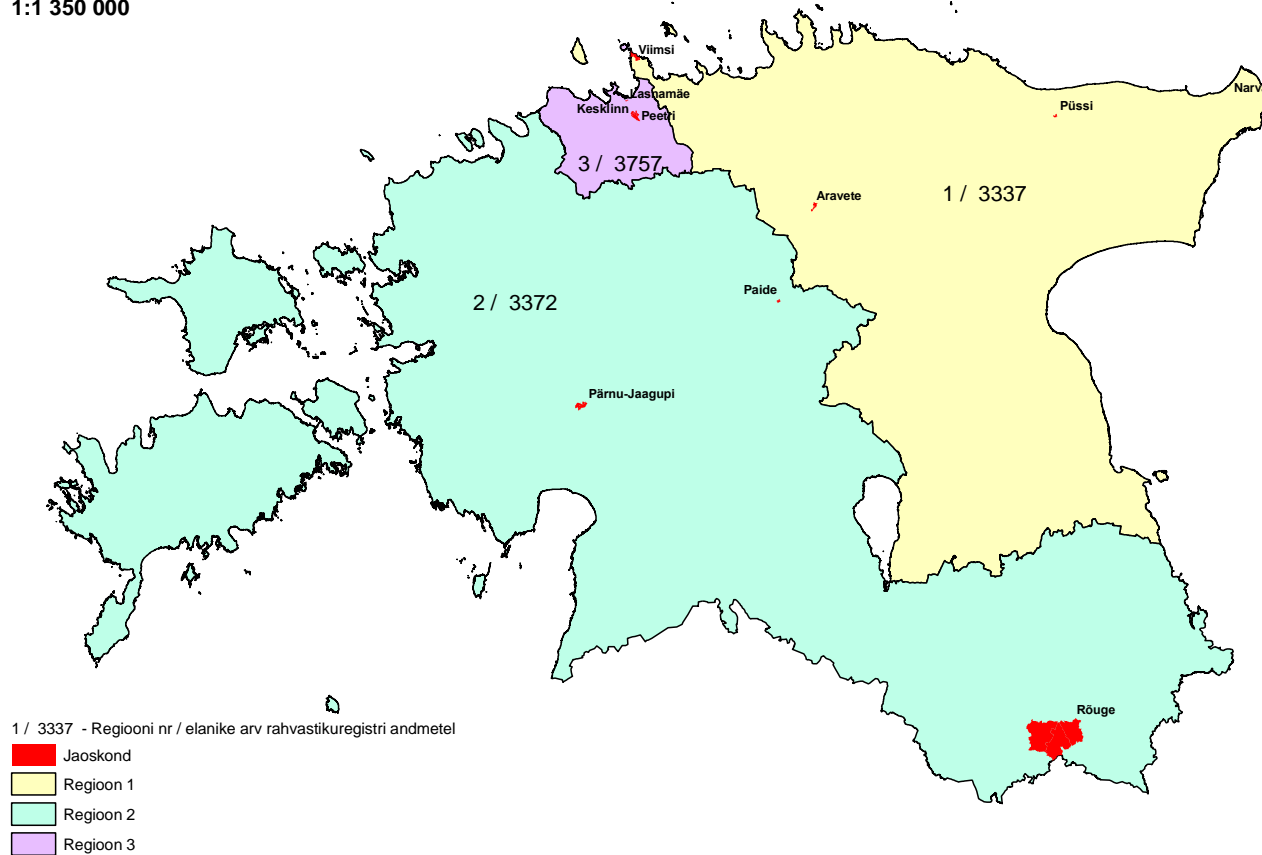 1:1 350 000
Viimsi
Lasnamäe
Kesklinn
Peetri
Püssi
Narv
3 / 3757
Aravete
1 / 3337
Paide
2 / 3372
Pärnu-Jaagupi
Rõuge
1 / 3337 - Regiooni nr / elanike arv rahvastikuregistri andmetel
Jaoskond
Regioon 1
Regioon 2
Regioon 3